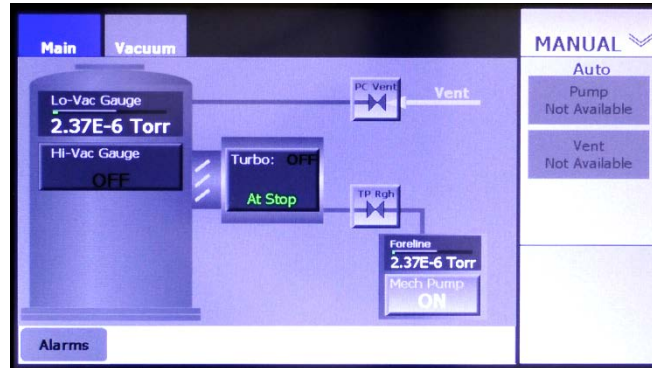 Main
Vacuum
MANUAL
Auto
Pump
Not Available
Vent
Not Available
PC Vent
Vent
Lo-Vac Gauge
2.37E-6 Torr
Hi-Vac Gauge
OFF
Turbo: OFF
At Stop
TP Rgh
Foreline
2.37E-6 Torr
Mech Pump
ON
Alarms